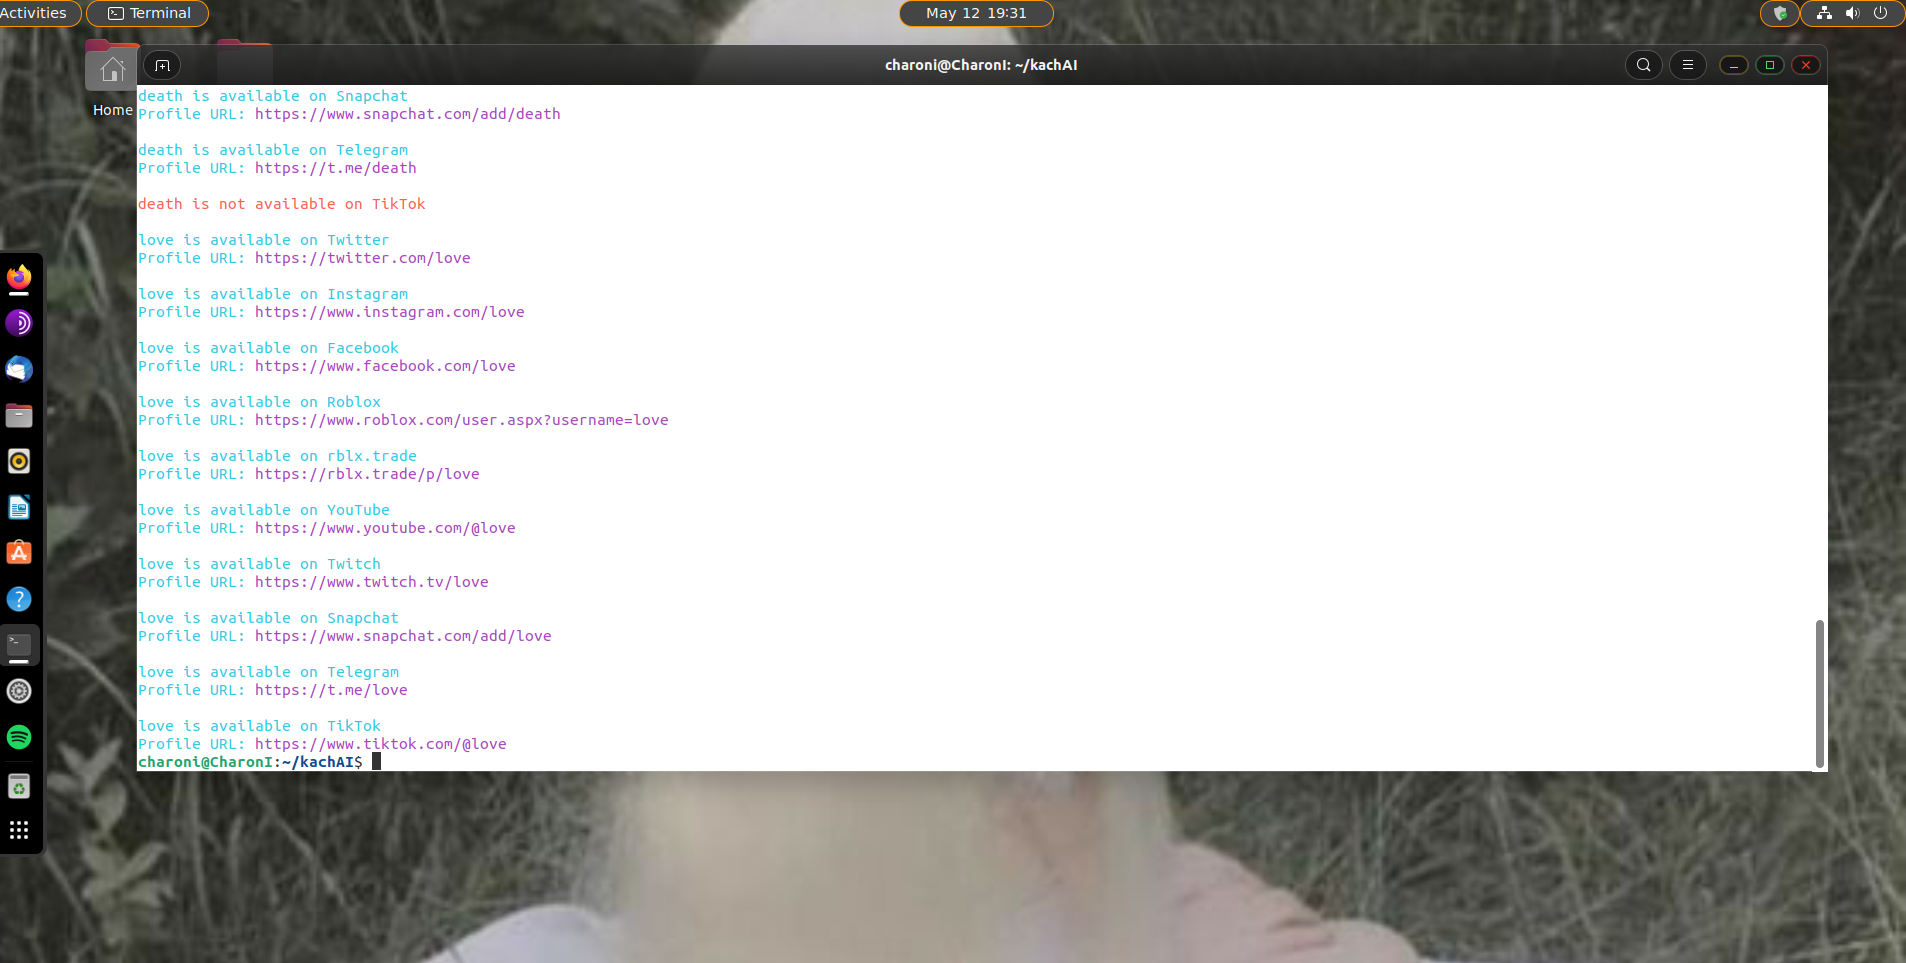 Activities
Terminal
May 12 19:31
charoni@CharonI: ~/kachAI
Home
death is available on Snapchat
Profile URL: https://www.snapchat.com/add/death
death is available on Telegram
Profile URL: https://t.me/death
death is not available on TikTok
love is available on Twitter
Profile URL: https://twitter.com/love
love is available on Instagram
Profile URL: https://www.instagram.com/love
love is available on Facebook
Profile URL: https://www.facebook.com/love
love is available on Roblox
Profile URL: https://www.roblox.com/user.aspx?username=love
love is available on rblx.trade
Profile URL: https://rblx.trade/p/love
love is available on YouTube
Profile URL: https://www.youtube.com/@love
love is available on Twitch
Profile URL: https://www.twitch.tv/love
love is available on Snapchat
Profile URL: https://www.snapchat.com/add/love
love is available on Telegram
Profile URL: https://t.me/love
love is available on TikTok
Profile URL: https://www.tiktok.com/@love
charoni@CharonI:~/kachAI$